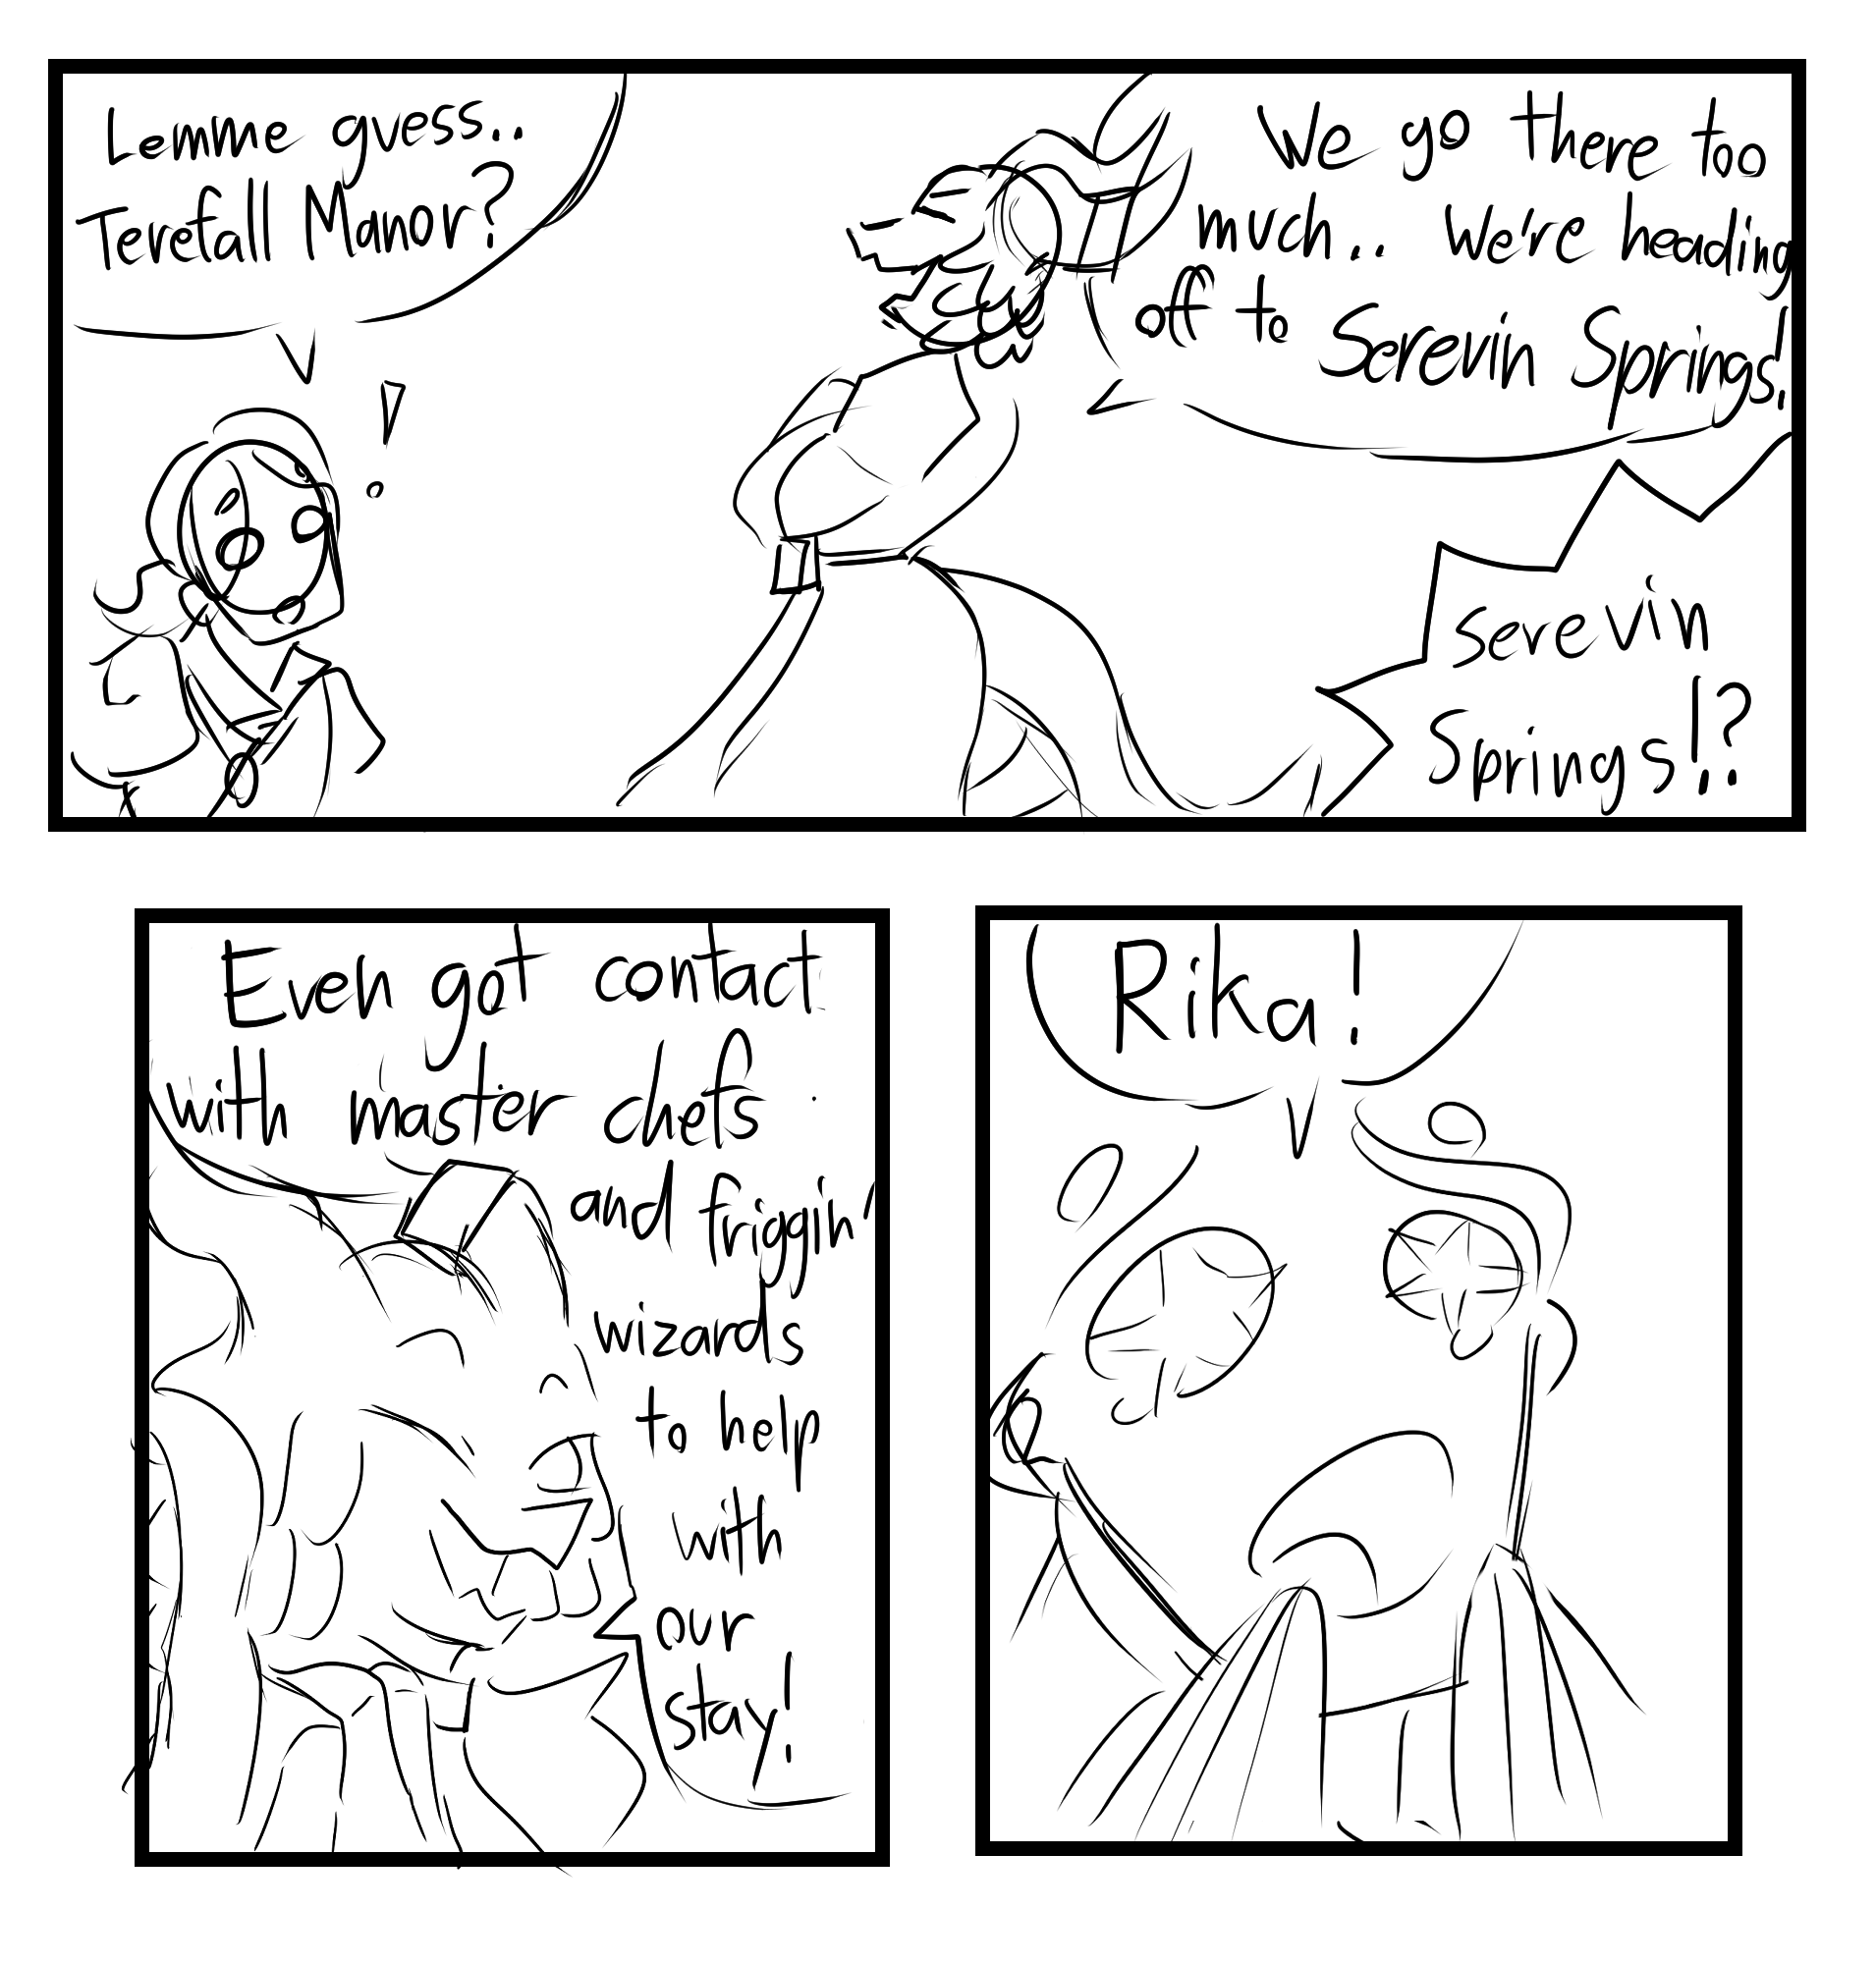 Lemme guess..
Terefall Manor?
!
We go there too
much.. We're heading
off to Serevin Springs!
Serevin
Springs!?
Even got contact
with master chefs
and friggin'
wizards
to help
with
our
stay!
Rika!